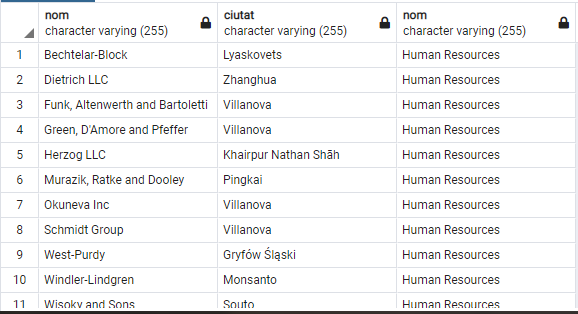 nom ciutat nom
character varying (255) character varying (255) character varying (255)
1 Bechtelar-Block Lyaskovets Human Resources
2 Dietrich LLC Zhanghua Human Resources
3 Funk, Altenwerth and Bartoletti Villanova Human Resources
4 Green, D'Amore and Pfeffer Villanova Human Resources
5 Herzog LLC Khairpur Nathan Shāh Human Resources
6 Murazik, Ratke and Dooley Pingkai Human Resources
7 Okuneva Inc Villanova Human Resources
8 Schmidt Group Villanova Human Resources
9 West-Purdy Gryfów Śląski Human Resources
10 Windler-Lindgren Monsanto Human Resources
11 Wisoky and Sons Souto Human Resources